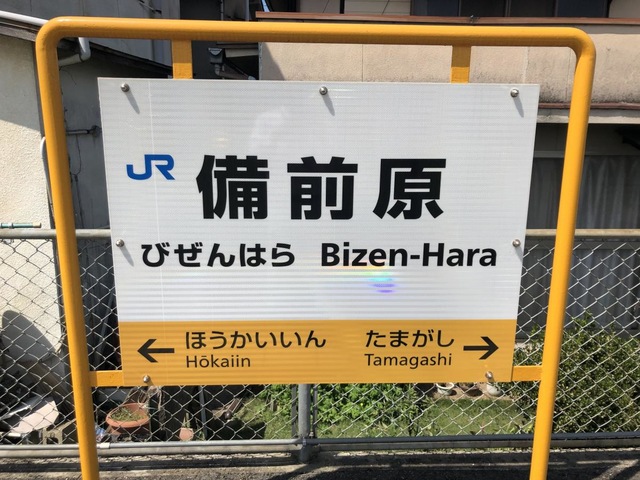 JR 備前原
びぜんはら Bizen-Hara
← ほうかいいん たまがし →
Hōkaiin Tamagashi